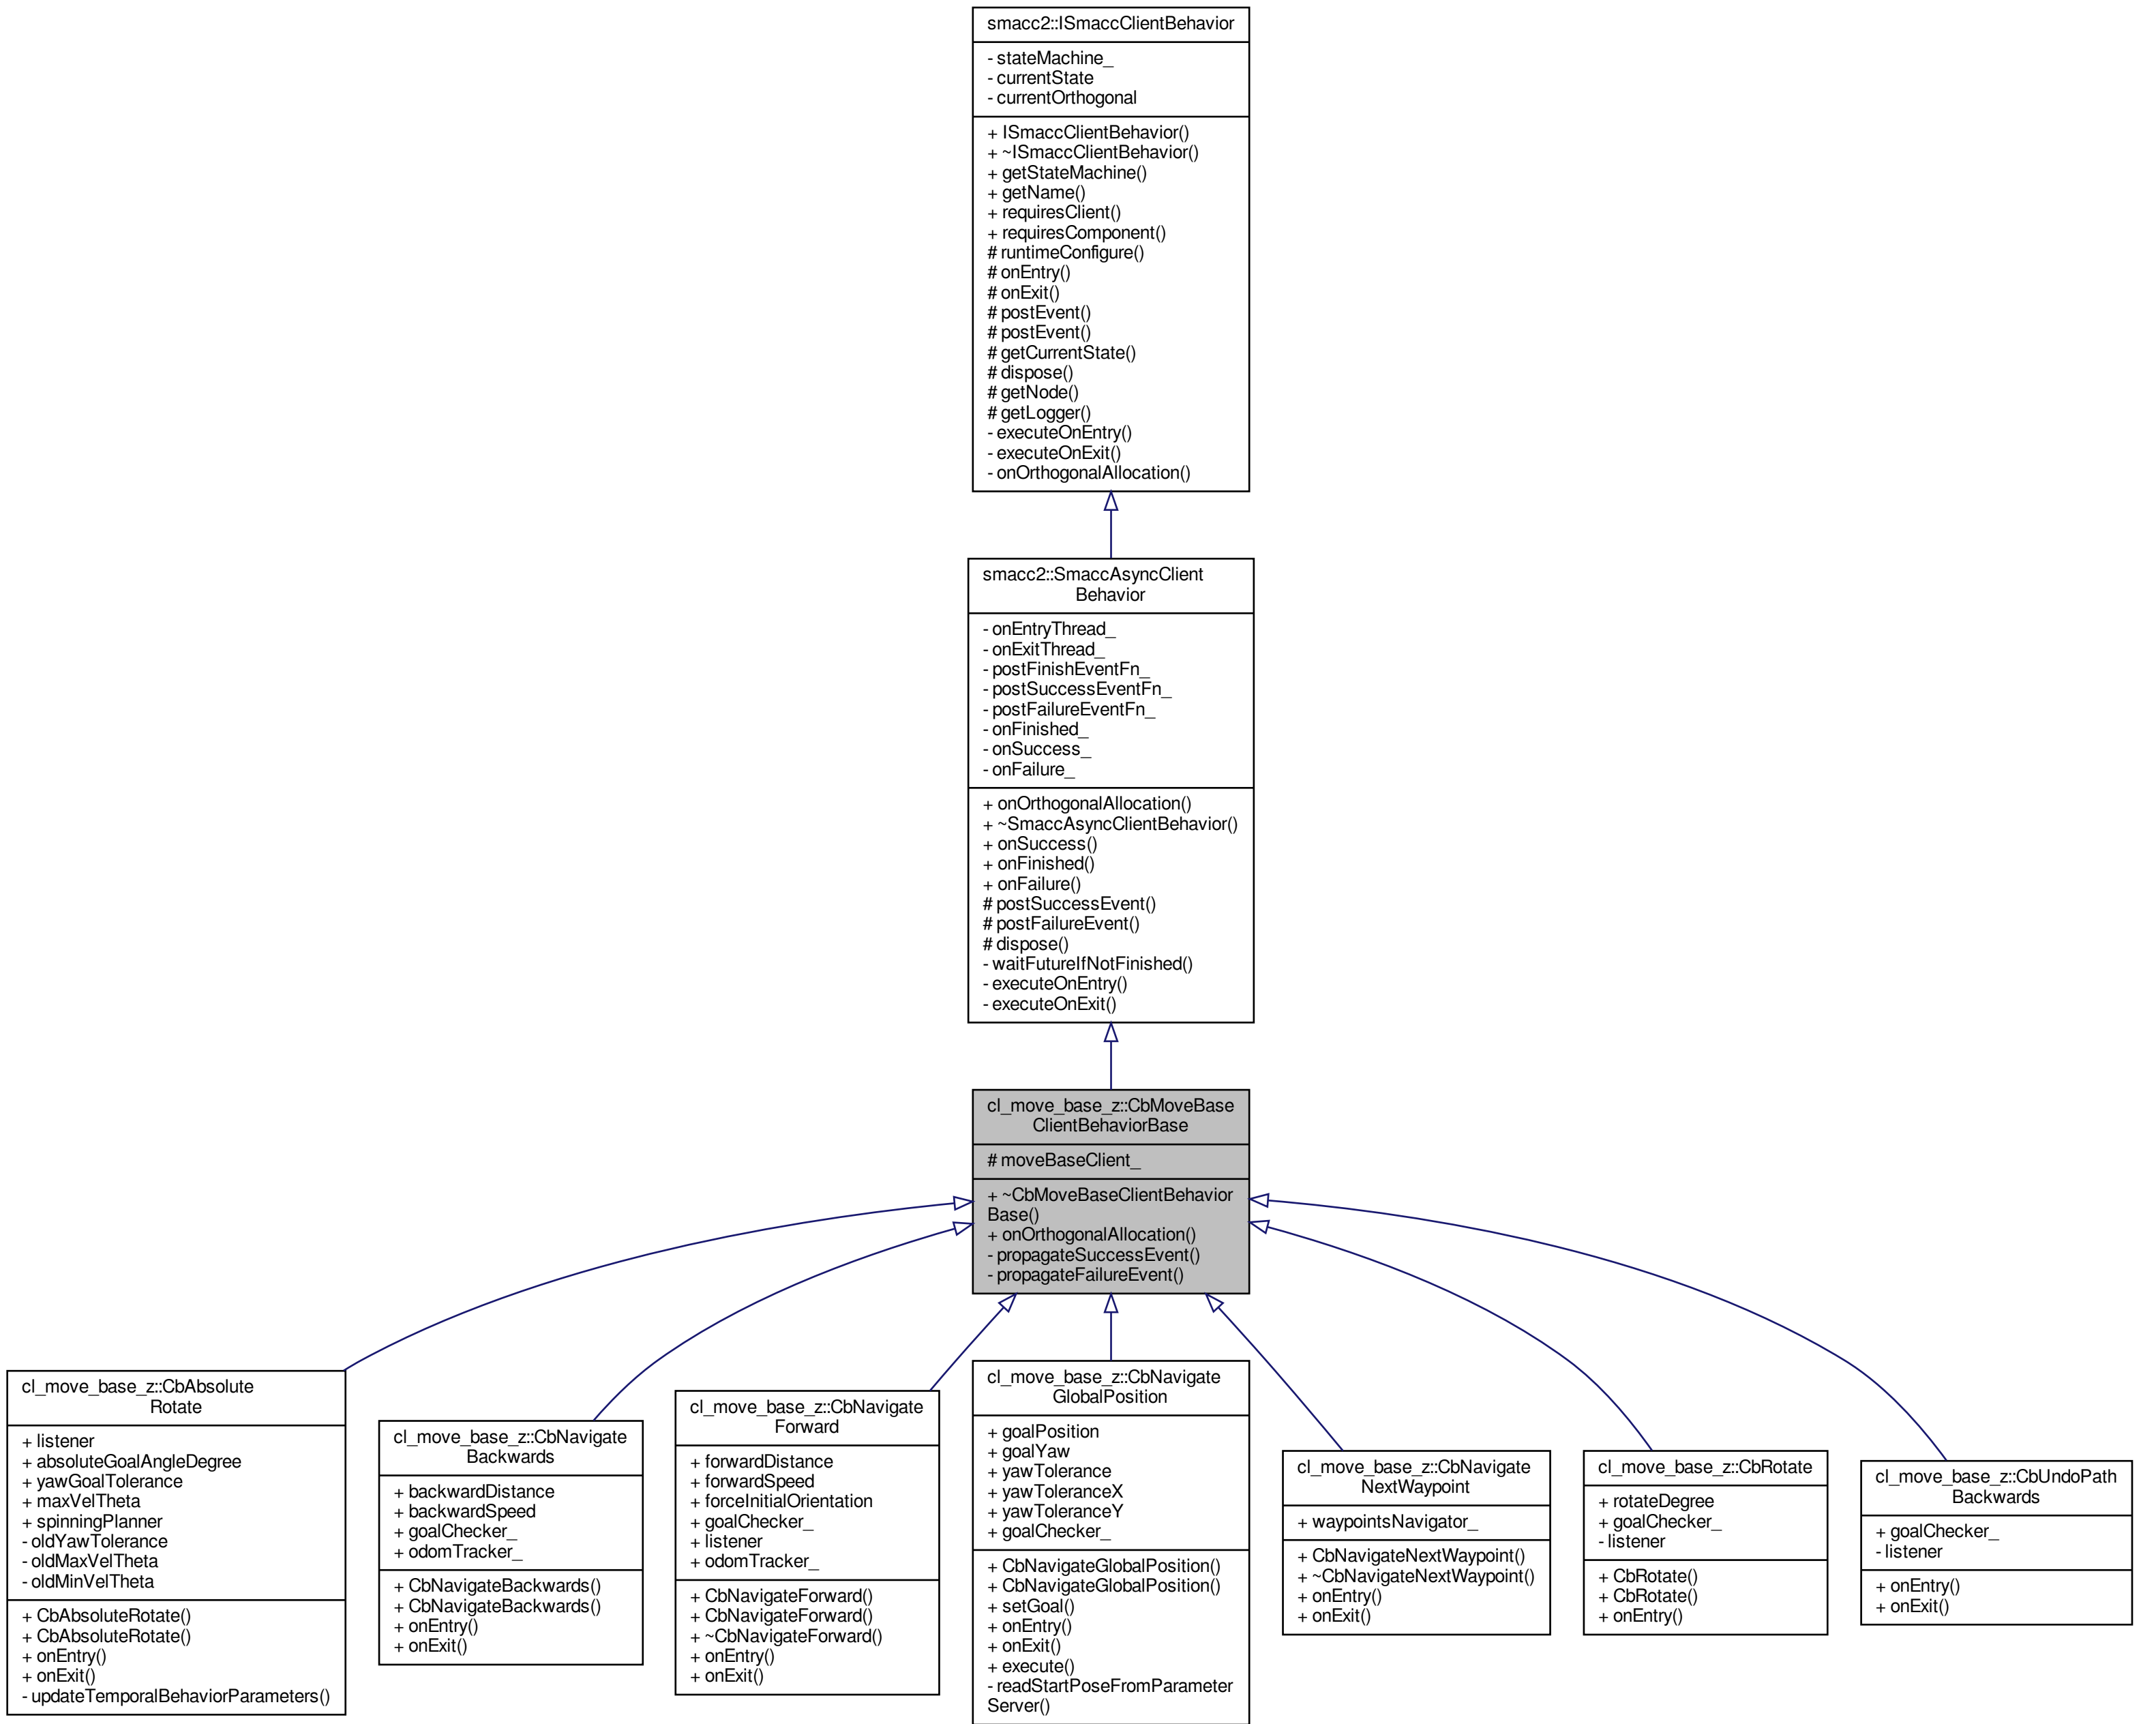 smacc2::ISmaccClientBehavior
- stateMachine_
- currentState
- currentOrthogonal
+ ISmaccClientBehavior()
+ ~ISmaccClientBehavior()
+ getStateMachine()
+ getName()
+ requiresClient()
+ requiresComponent()
# runtimeConfigure()
# onEntry()
# onExit()
# postEvent()
# postEvent()
# getCurrentState()
# dispose()
# getNode()
# getLogger()
- executeOnEntry()
- executeOnExit()
- onOrthogonalAllocation()
smacc2::SmaccAsyncClient
Behavior
- onEntryThread_
- onExitThread_
- postFinishEventFn_
- postSuccessEventFn_
- postFailureEventFn_
- onFinished_
- onSuccess_
- onFailure_
+ onOrthogonalAllocation()
+ ~SmaccAsyncClientBehavior()
+ onSuccess()
+ onFinished()
+ onFailure()
# postSuccessEvent()
# postFailureEvent()
# dispose()
- waitFutureIfNotFinished()
- executeOnEntry()
- executeOnExit()
cl_move_base_z::CbMoveBase
ClientBehaviorBase
# moveBaseClient_
+ ~CbMoveBaseClientBehavior
Base()
+ onOrthogonalAllocation()
- propagateSuccessEvent()
- propagateFailureEvent()
cl_move_base_z::CbAbsolute
Rotate
+ listener
+ absoluteGoalAngleDegree
+ yawGoalTolerance
+ maxVelTheta
+ spinningPlanner
- oldYawTolerance
- oldMaxVelTheta
- oldMinVelTheta
+ CbAbsoluteRotate()
+ CbAbsoluteRotate()
+ onEntry()
+ onExit()
- updateTemporalBehaviorParameters()
cl_move_base_z::CbNavigate
Backwards
+ backwardDistance
+ backwardSpeed
+ goalChecker_
+ odomTracker_
+ CbNavigateBackwards()
+ CbNavigateBackwards()
+ onEntry()
+ onExit()
cl_move_base_z::CbNavigate
Forward
+ forwardDistance
+ forwardSpeed
+ forceInitialOrientation
+ goalChecker_
+ listener
+ odomTracker_
+ CbNavigateForward()
+ CbNavigateForward()
+ ~CbNavigateForward()
+ onEntry()
+ onExit()
cl_move_base_z::CbNavigate
GlobalPosition
+ goalPosition
+ goalYaw
+ yawTolerance
+ yawToleranceX
+ yawToleranceY
+ goalChecker_
+ CbNavigateGlobalPosition()
+ CbNavigateGlobalPosition()
+ setGoal()
+ onEntry()
+ onExit()
+ execute()
- readStartPoseFromParameter
Server()
cl_move_base_z::CbNavigate
NextWaypoint
+ waypointsNavigator_
+ CbNavigateNextWaypoint()
+ ~CbNavigateNextWaypoint()
+ onEntry()
+ onExit()
cl_move_base_z::CbRotate
+ rotateDegree
+ goalChecker_
- listener
+ CbRotate()
+ CbRotate()
+ onEntry()
cl_move_base_z::CbUndoPath
Backwards
+ goalChecker_
- listener
+ onEntry()
+ onExit()